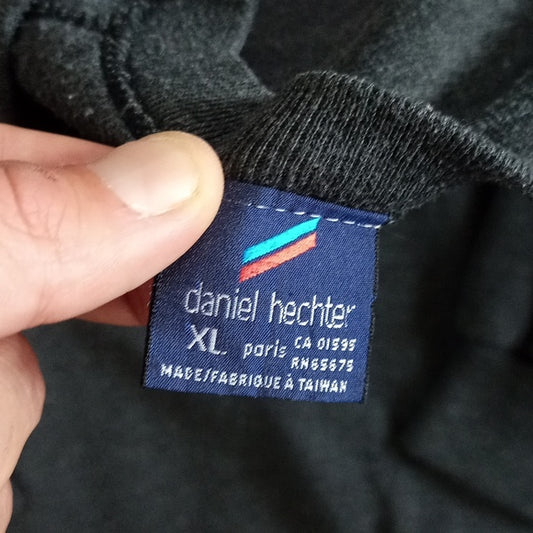 daniel hechter
XL paris CA 01595
RN65675
MADE/FABRIQUE À TAIWAN